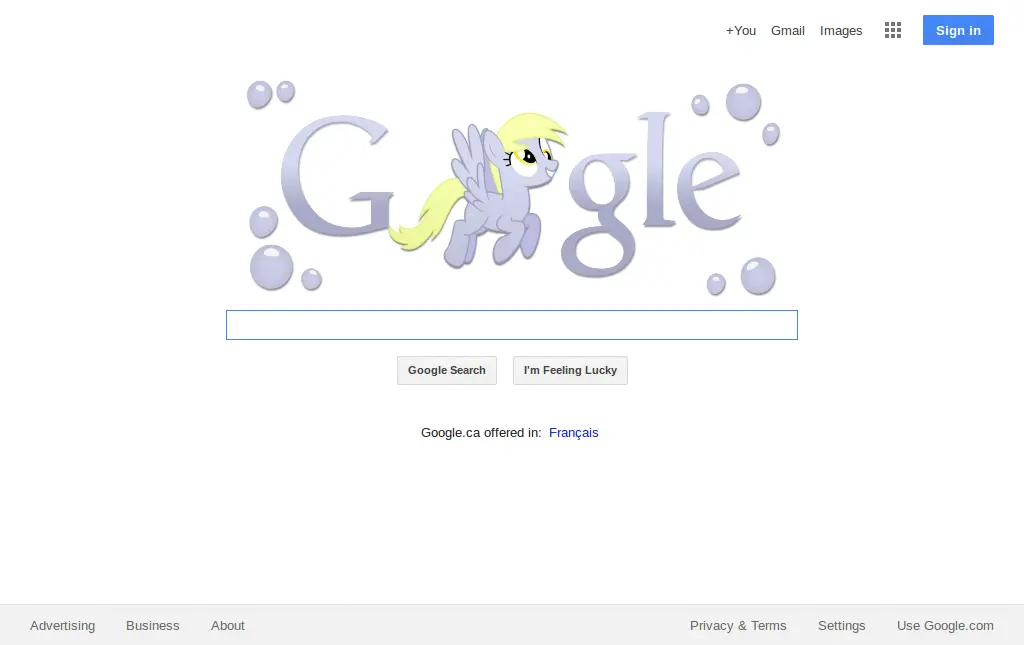 +You Gmail Images Sign in
G gle
Google Search I'm Feeling Lucky
Google.ca offered in: Français
Advertising Business About Privacy & Terms Settings Use Google.com